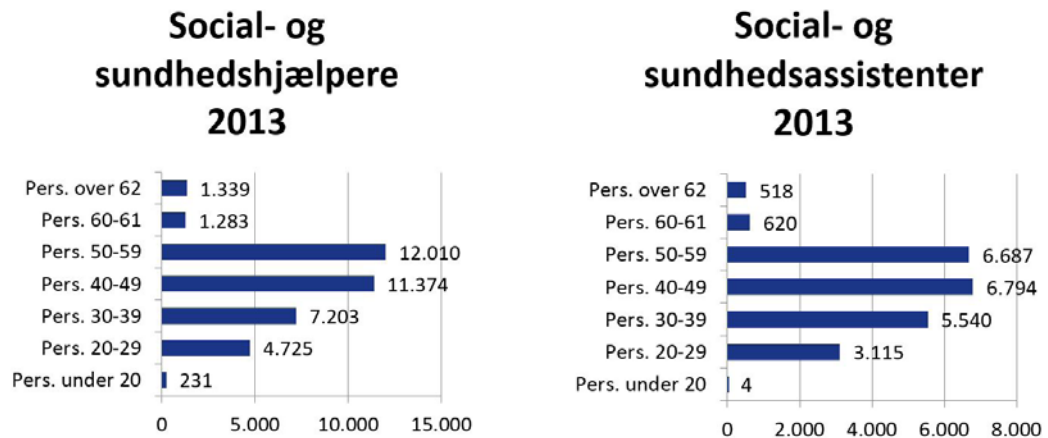 Social- og
sundhedshjælpere
2013
Pers. over 62 1.339
Pers. 60-61 1.283
Pers. 50-59 12.010
Pers. 40-49 11.374
Pers. 30-39 7.203
Pers. 20-29 4.725
Pers. under 20 231
0 5.000 10.000 15.000
Social- og
sundhedsassistenter
2013
Pers. over 62 518
Pers. 60-61 620
Pers. 50-59 6.687
Pers. 40-49 6.794
Pers. 30-39 5.540
Pers. 20-29 3.115
Pers. under 20 4
0 2.000 4.000 6.000 8.000